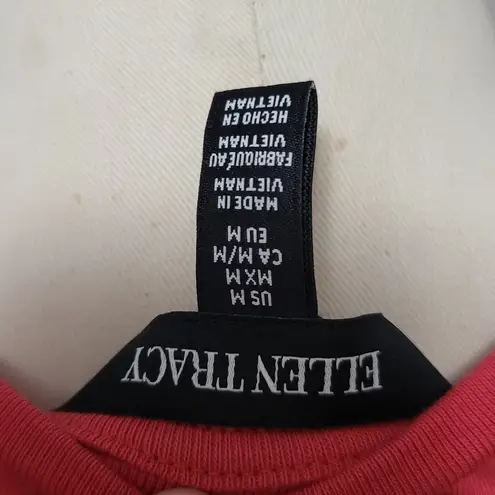 ELLEN TRACY
US M
MX M
CA M/M
EU M
MADE IN
VIETNAM
FABRIQUÉ AU
VIETNAM
HECHO EN
VIETNAM